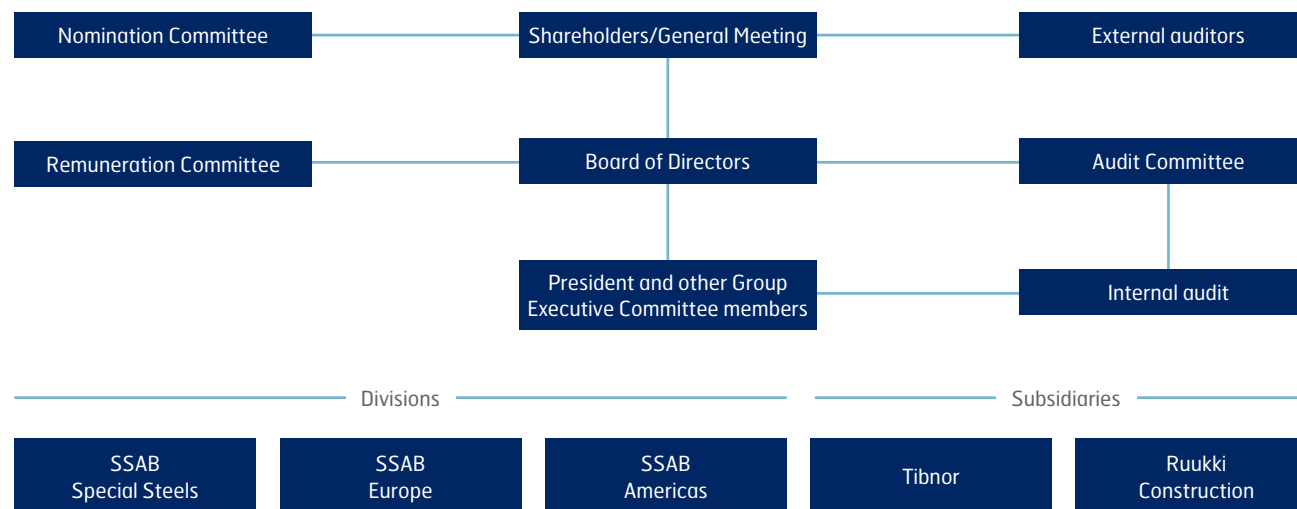 Nomination Committee
Shareholders/General Meeting
External auditors
Remuneration Committee
Board of Directors
Audit Committee
President and other Group
Executive Committee members
Internal audit
Divisions
Subsidiaries
SSAB
Special Steels
SSAB
Europe
SSAB
Americas
Tibnor
Ruukki
Construction